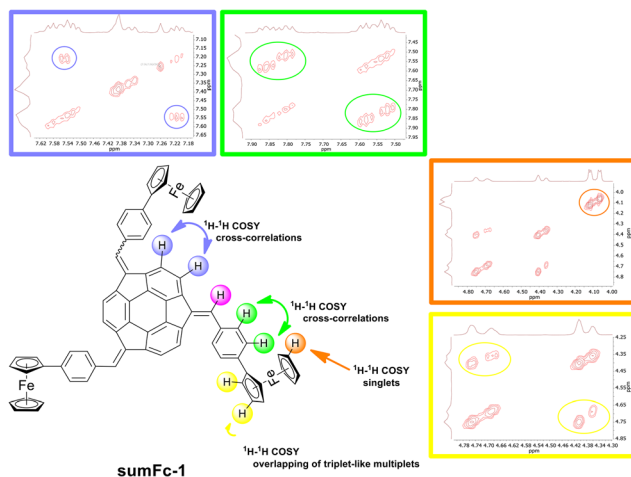 7.10
7.15
7.20
7.25
7.30
7.35
7.40
7.45
7.50
7.55
7.60
7.65
ppm
7.62 7.58 7.54 7.50 7.46 7.42 7.38 7.34 7.30 7.26 7.22 7.18
ppm
7.45
7.50
7.55
7.60
7.65
7.70
7.75
7.80
7.85
7.90
7.95
ppm
7.90 7.85 7.80 7.75 7.70 7.65 7.60 7.55 7.50
ppm
4.0
4.1
4.2
4.3
4.4
4.5
4.6
4.7
4.8
ppm
4.80 4.70 4.60 4.50 4.40 4.30 4.20 4.10 4.00
ppm
4.25
4.35
4.45
4.55
4.65
4.75
4.85
ppm
4.78 4.74 4.70 4.66 4.62 4.58 4.54 4.50 4.46 4.42 4.38 4.34 4.30
ppm
Fe
¹H-¹H COSY
cross-correlations
H
H
H
H
¹H-¹H COSY
cross-correlations
H
H
¹H-¹H COSY
singlets
Fe
H
H
Fe
¹H-¹H COSY
overlapping of triplet-like multiplets
sumFc-1